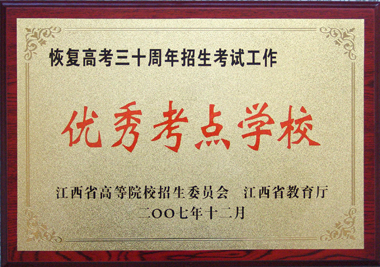 恢复高考三十周年招生考试工作
优秀考点学校
江西省高等院校招生委员会 江西省教育厅
二〇〇七年十二月